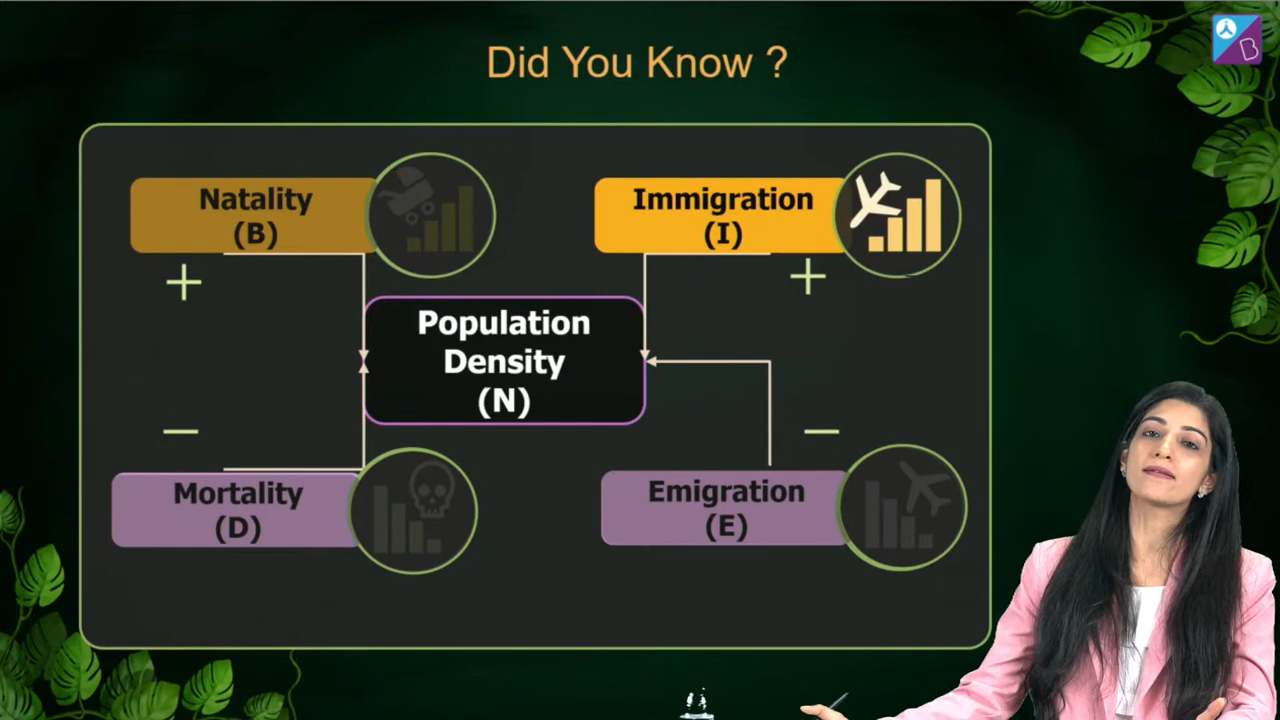 Did You Know ?
Natality
(B)
Immigration
(I)
+
+
Population
Density
(N)
−
−
Mortality
(D)
Emigration
(E)
B